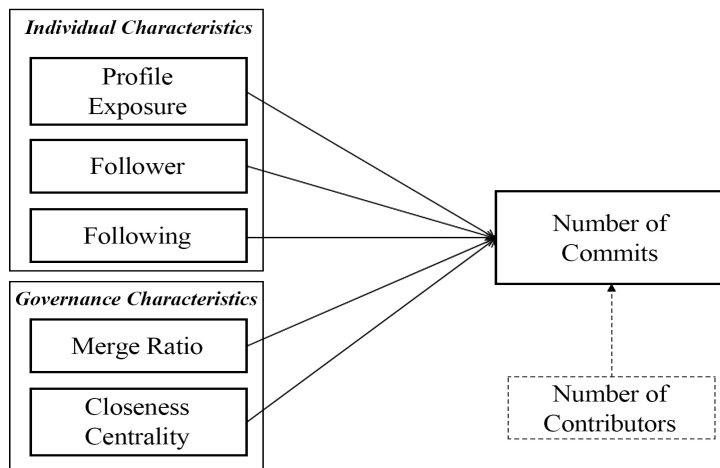 Individual Characteristics
Profile
Exposure
Follower
Following
Governance Characteristics
Merge Ratio
Closeness
Centrality
Number of
Commits
Number of
Contributors